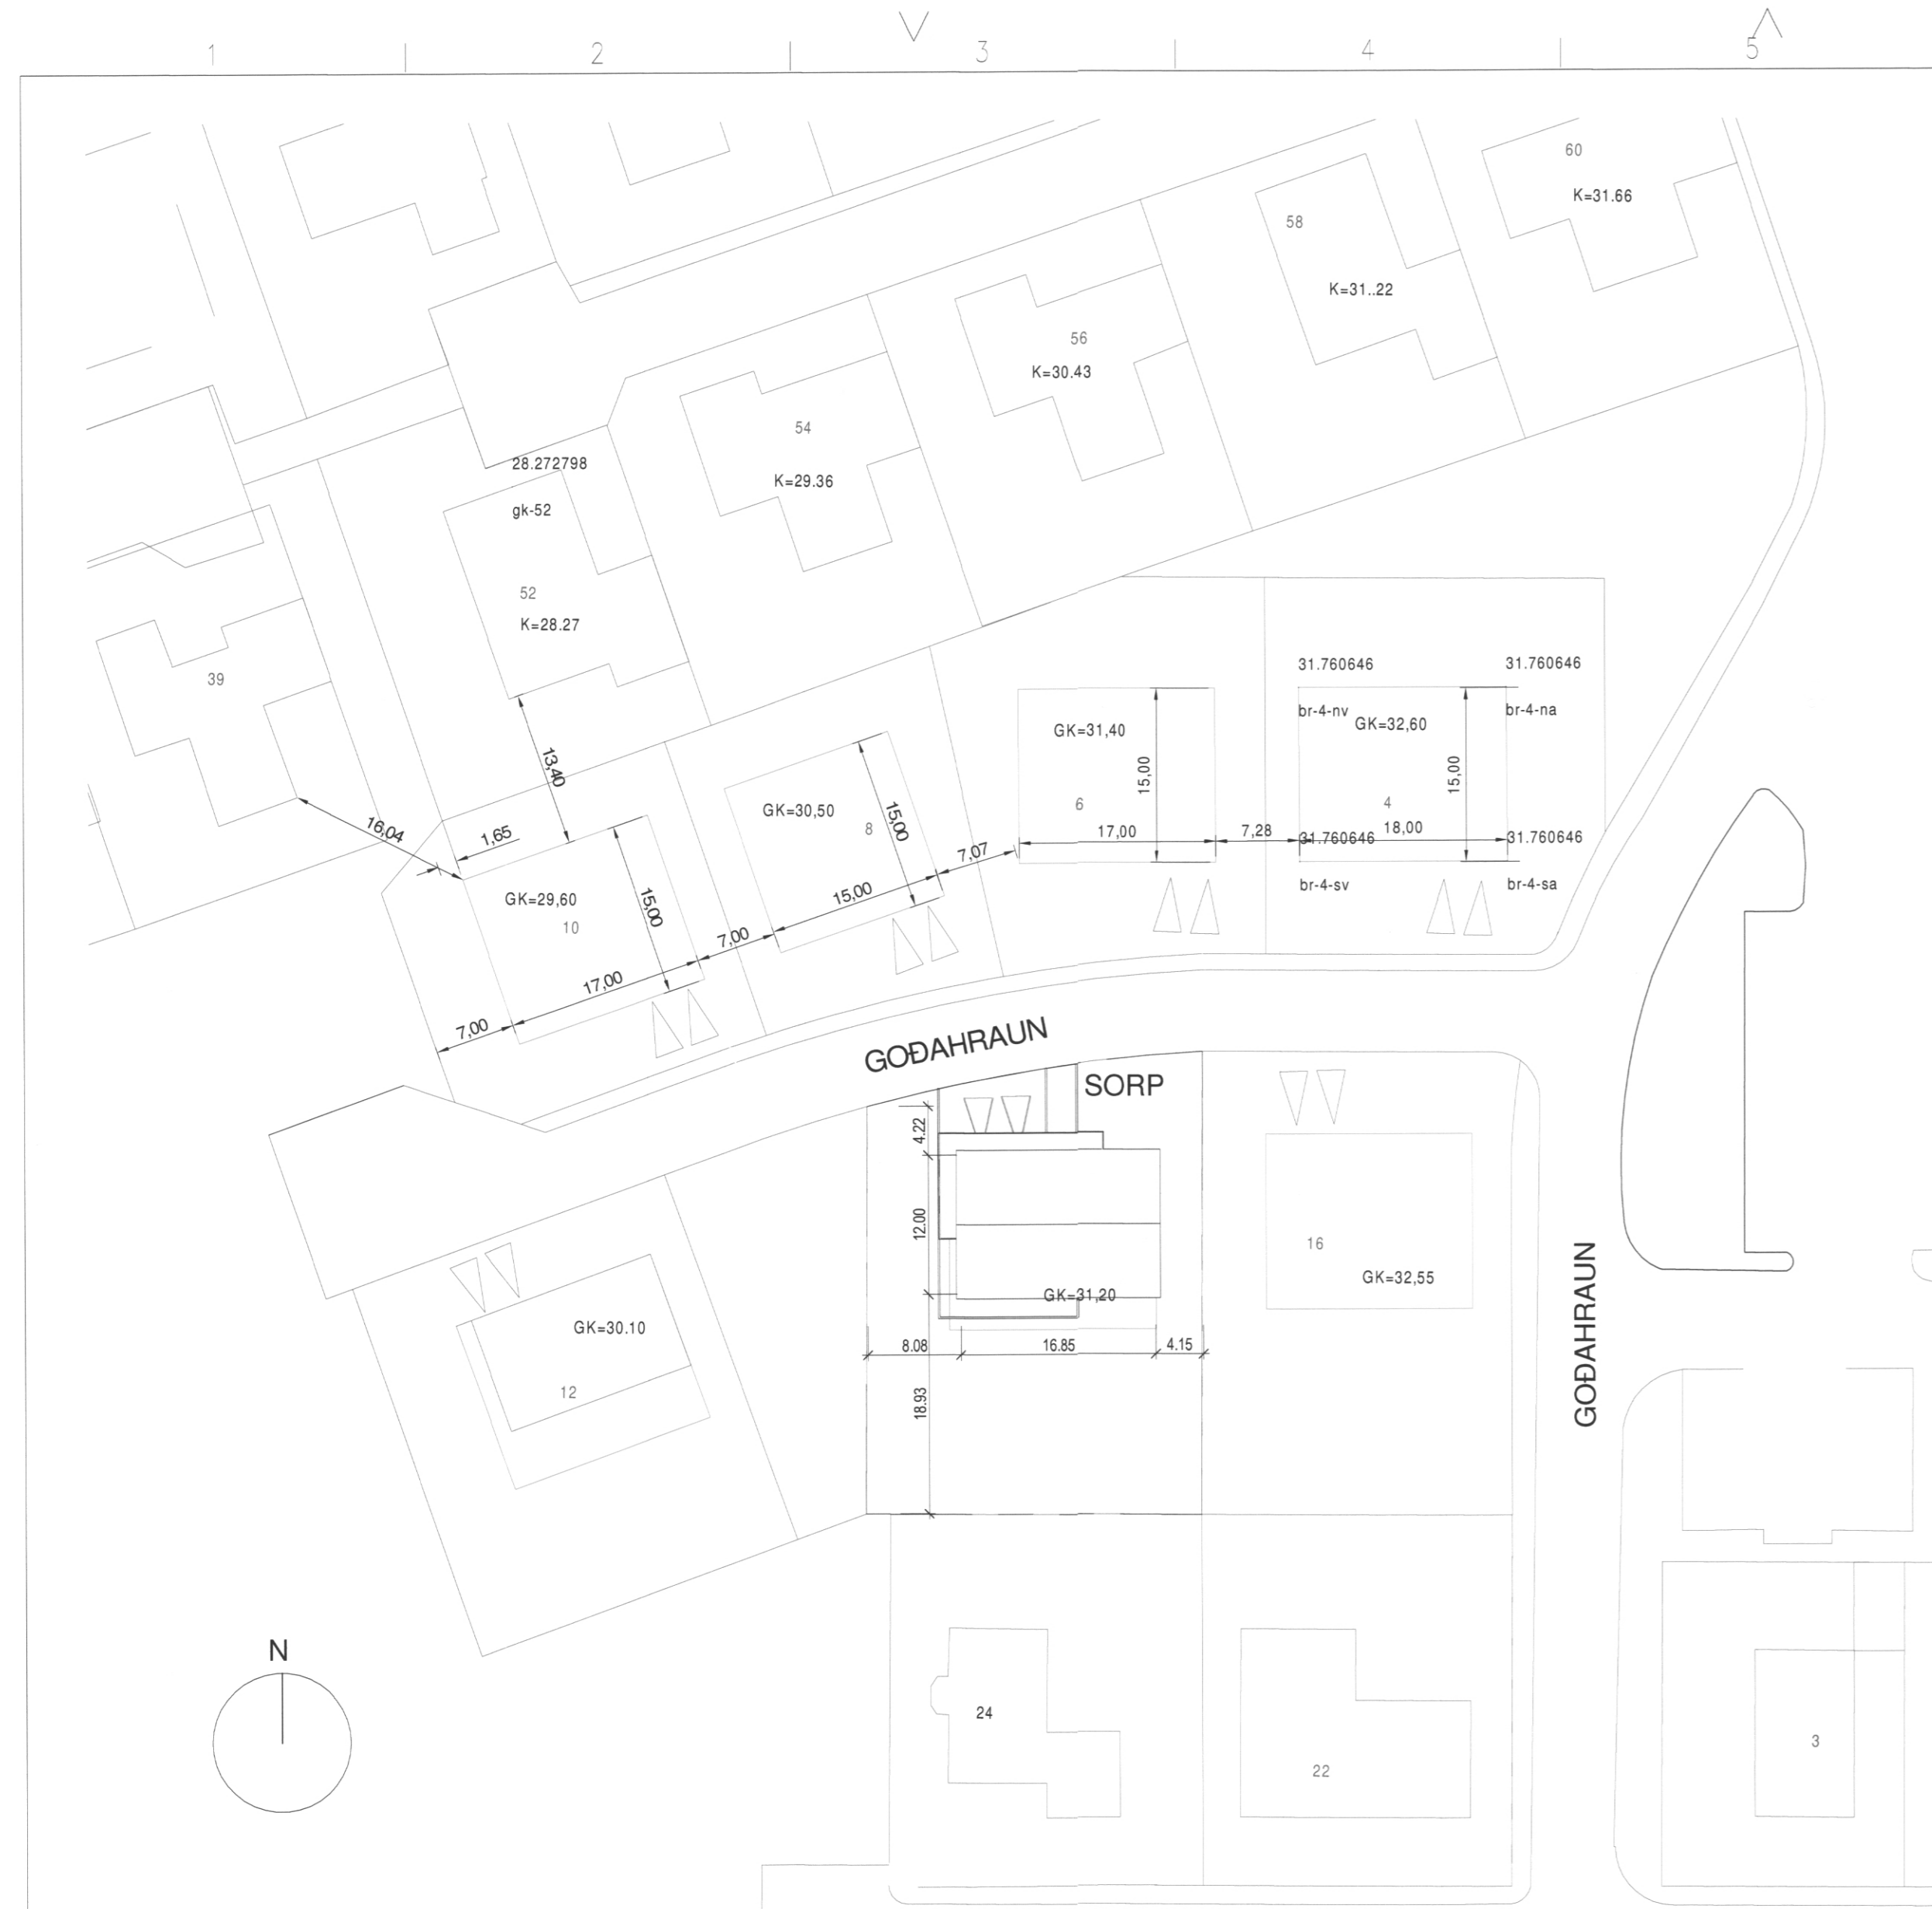 1 2 3 4 5
60
K=31.66
58
K=31..22
56
K=30.43
54
K=29.36
28.272798
gk-52
52
K=28.27
39
13,40
16,04
1,65
GK=29,60
10
15,00
17,00
7,00
7,00
GK=30,50
8
15,00
15,00
7,07
GK=31,40
6
15,00
17,00
7,28
31.760646 31.760646
br-4-nv br-4-na
GK=32,60
15,00
4
31.760646 18,00 31.760646
br-4-sv br-4-sa
GOÐAHRAUN
SORP
4.22
12.00
GK=31,20
8.08 16.85 4.15
18.93
16
GK=32,55
GOÐAHRAUN
GK=30.10
12
N
24
22
3